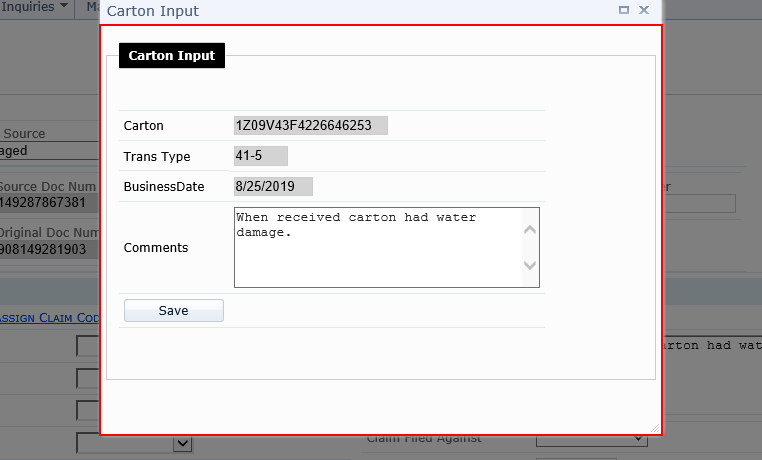 Inquiries
Carton Input
Carton Input
Source
aged
Source Doc Num
149287867381
Original Doc Num
908149281903
ASSIGN CLAIM COD
Carton
1Z09V43F4226646253
Trans Type
41-5
BusinessDate
8/25/2019
Comments
When received carton had water
damage.
Save
arton had wat
Claim Filed Against